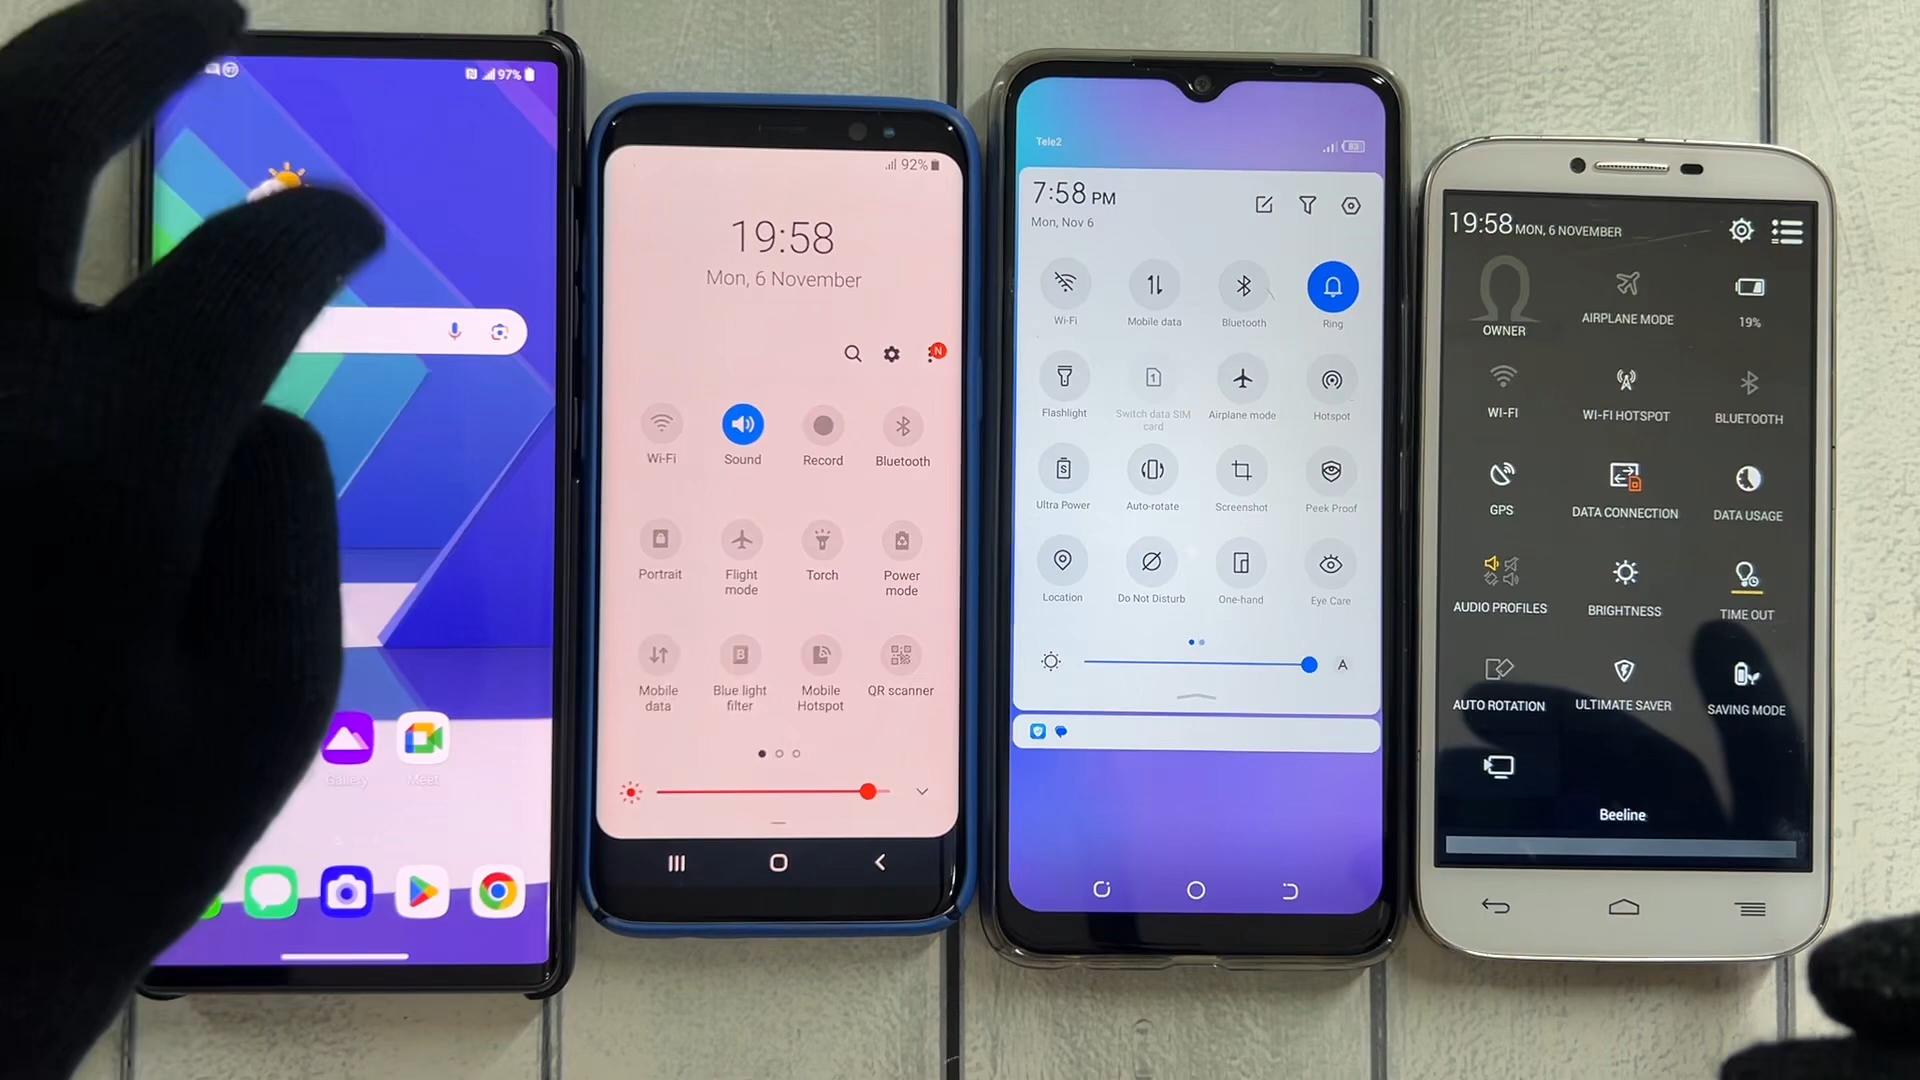 97%
Gallery
Meet
92%
19:58
Mon, 6 November
N
Wi-Fi
Sound
Record
Bluetooth
Portrait
Flight
mode
Torch
Power
mode
Mobile
data
Blue light
filter
Mobile
Hotspot
QR scanner
Tele2
83
7:58 PM
Mon, Nov 6
Wi-Fi
Mobile data
Bluetooth
Ring
Flashlight
Switch data SIM
card
Airplane mode
Hotspot
Ultra Power
Auto-rotate
Screenshot
Peek Proof
Location
Do Not Disturb
One-hand
Eye Care
A
19:58 MON, 6 NOVEMBER
OWNER
AIRPLANE MODE
19%
WI-FI
WI-FI HOTSPOT
BLUETOOTH
GPS
DATA CONNECTION
DATA USAGE
AUDIO PROFILES
BRIGHTNESS
TIME OUT
AUTO ROTATION
ULTIMATE SAVER
SAVING MODE
Beeline